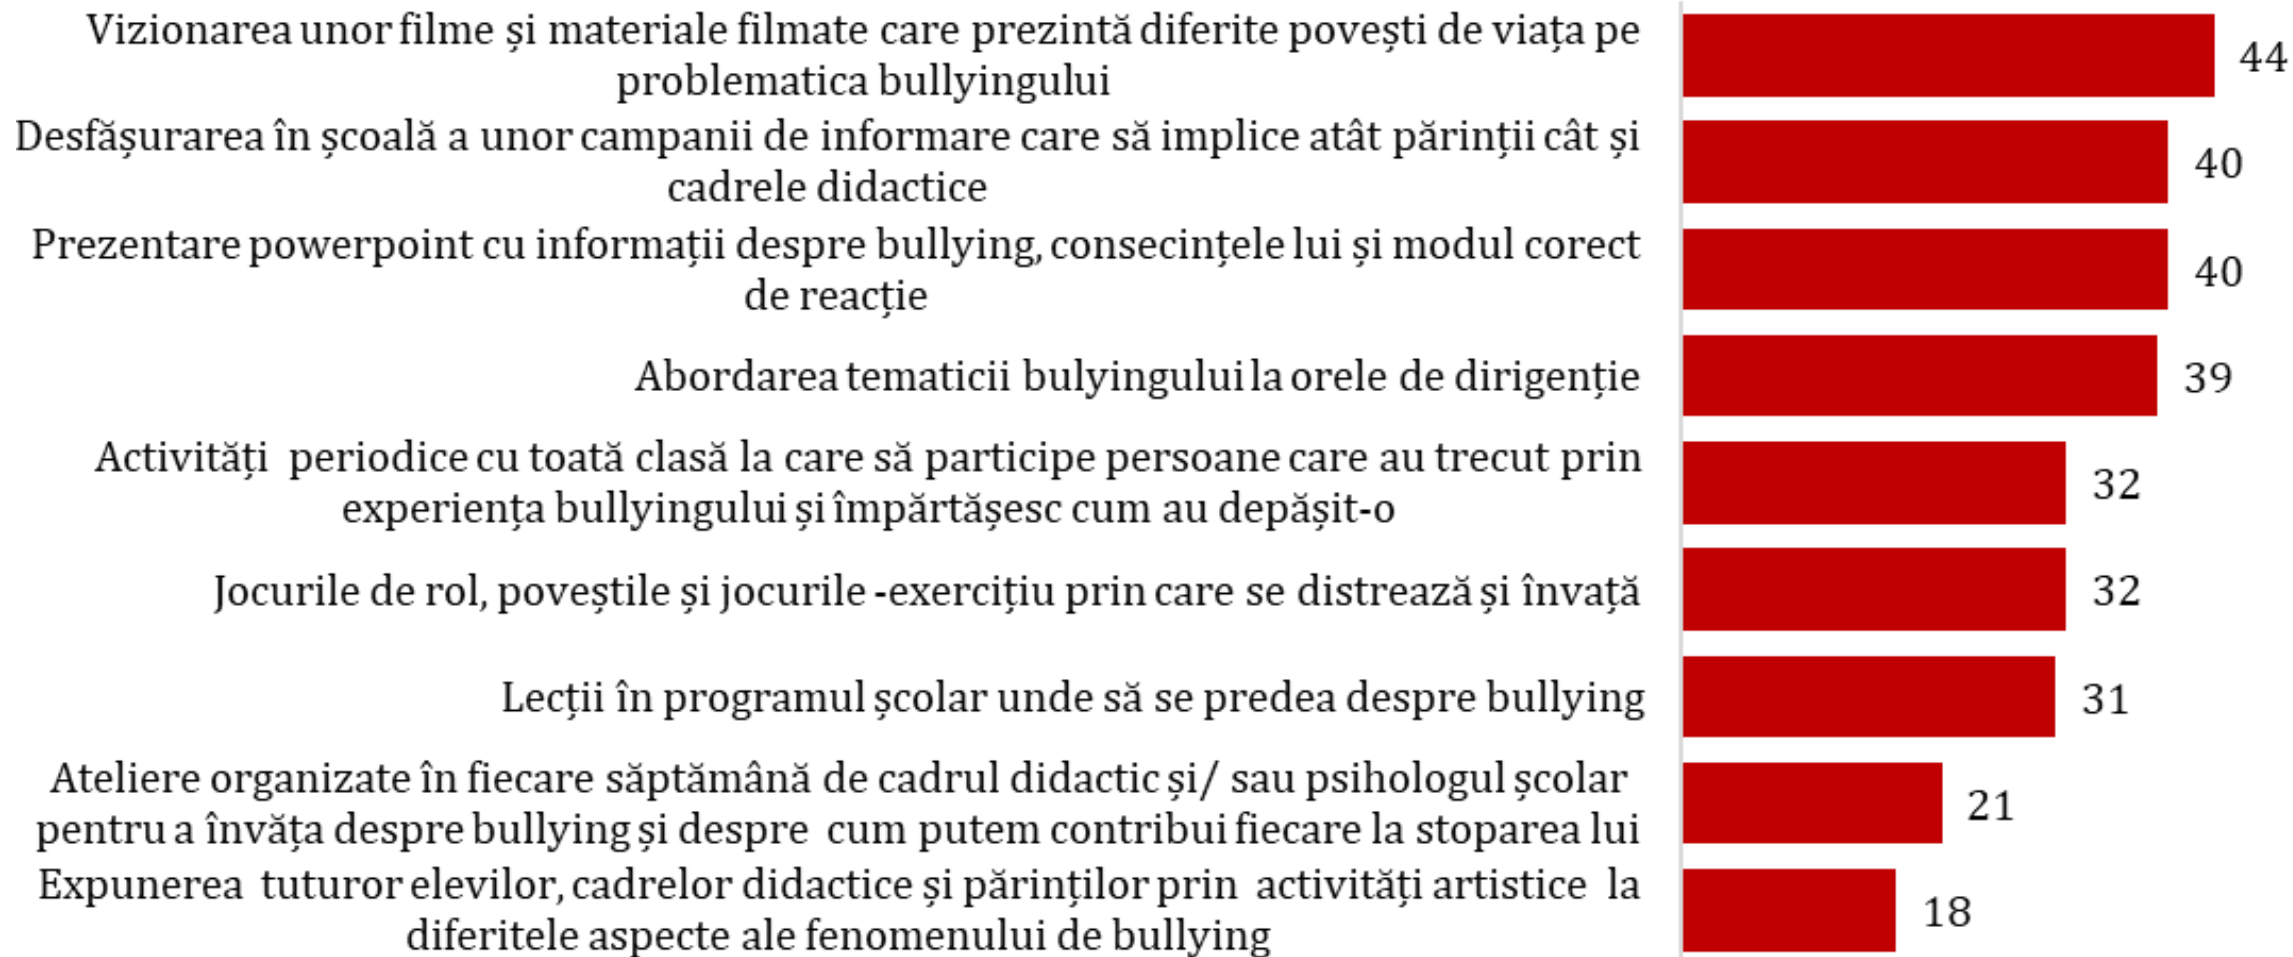 Vizionarea unor filme și materiale filmate care prezintă diferite povești de viața pe
problematica bullyingului
44
Desfășurarea în școală a unor campanii de informare care să implice atât părinții cât și
cadrele didactice
40
Prezentare powerpoint cu informații despre bullying, consecințele lui și modul corect
de reacție
40
Abordarea tematicii bulyingului la orele de dirigenție
39
Activități periodice cu toată clasă la care să participe persoane care au trecut prin
experiența bullyingului și împărtășesc cum au depășit-o
32
Jocurile de rol, poveștile și jocurile -exercițiu prin care se distrează și învață
32
Lecții în programul școlar unde să se predea despre bullying
31
Ateliere organizate în fiecare săptămână de cadrul didactic și/ sau psihologul școlar
pentru a învăța despre bullying și despre cum putem contribui fiecare la stoparea lui
21
Expunerea tuturor elevilor, cadrelor didactice și părinților prin activități artistice la
diferitele aspecte ale fenomenului de bullying
18